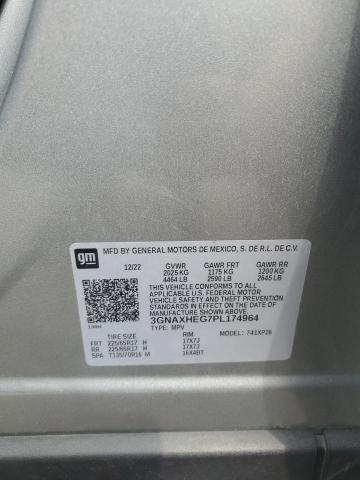 gm
MFD BY GENERAL MOTORS DE MEXICO, S. DE R.L. DE C.V.
12/22 GVWR GAWR FRT GAWR RR
2025 KG 1175 KG 1200 KG
4464 LB 2590 LB 2645 LB
THIS VEHICLE CONFORMS TO ALL
APPLICABLE U.S. FEDERAL MOTOR
VEHICLE SAFETY AND THEFT PREVENTION
STANDARDS IN EFFECT ON THE DATE OF
MANUFACTURE SHOWN ABOVE.
3GNAXHEG7PL174964
TYPE: MPV MODEL: 741XP26
TIRE SIZE RIM
FRT 225/65R17 H 17X7J
RR 225/65R17 H 17X7J
SPA T135/70R16 M 16X4BT